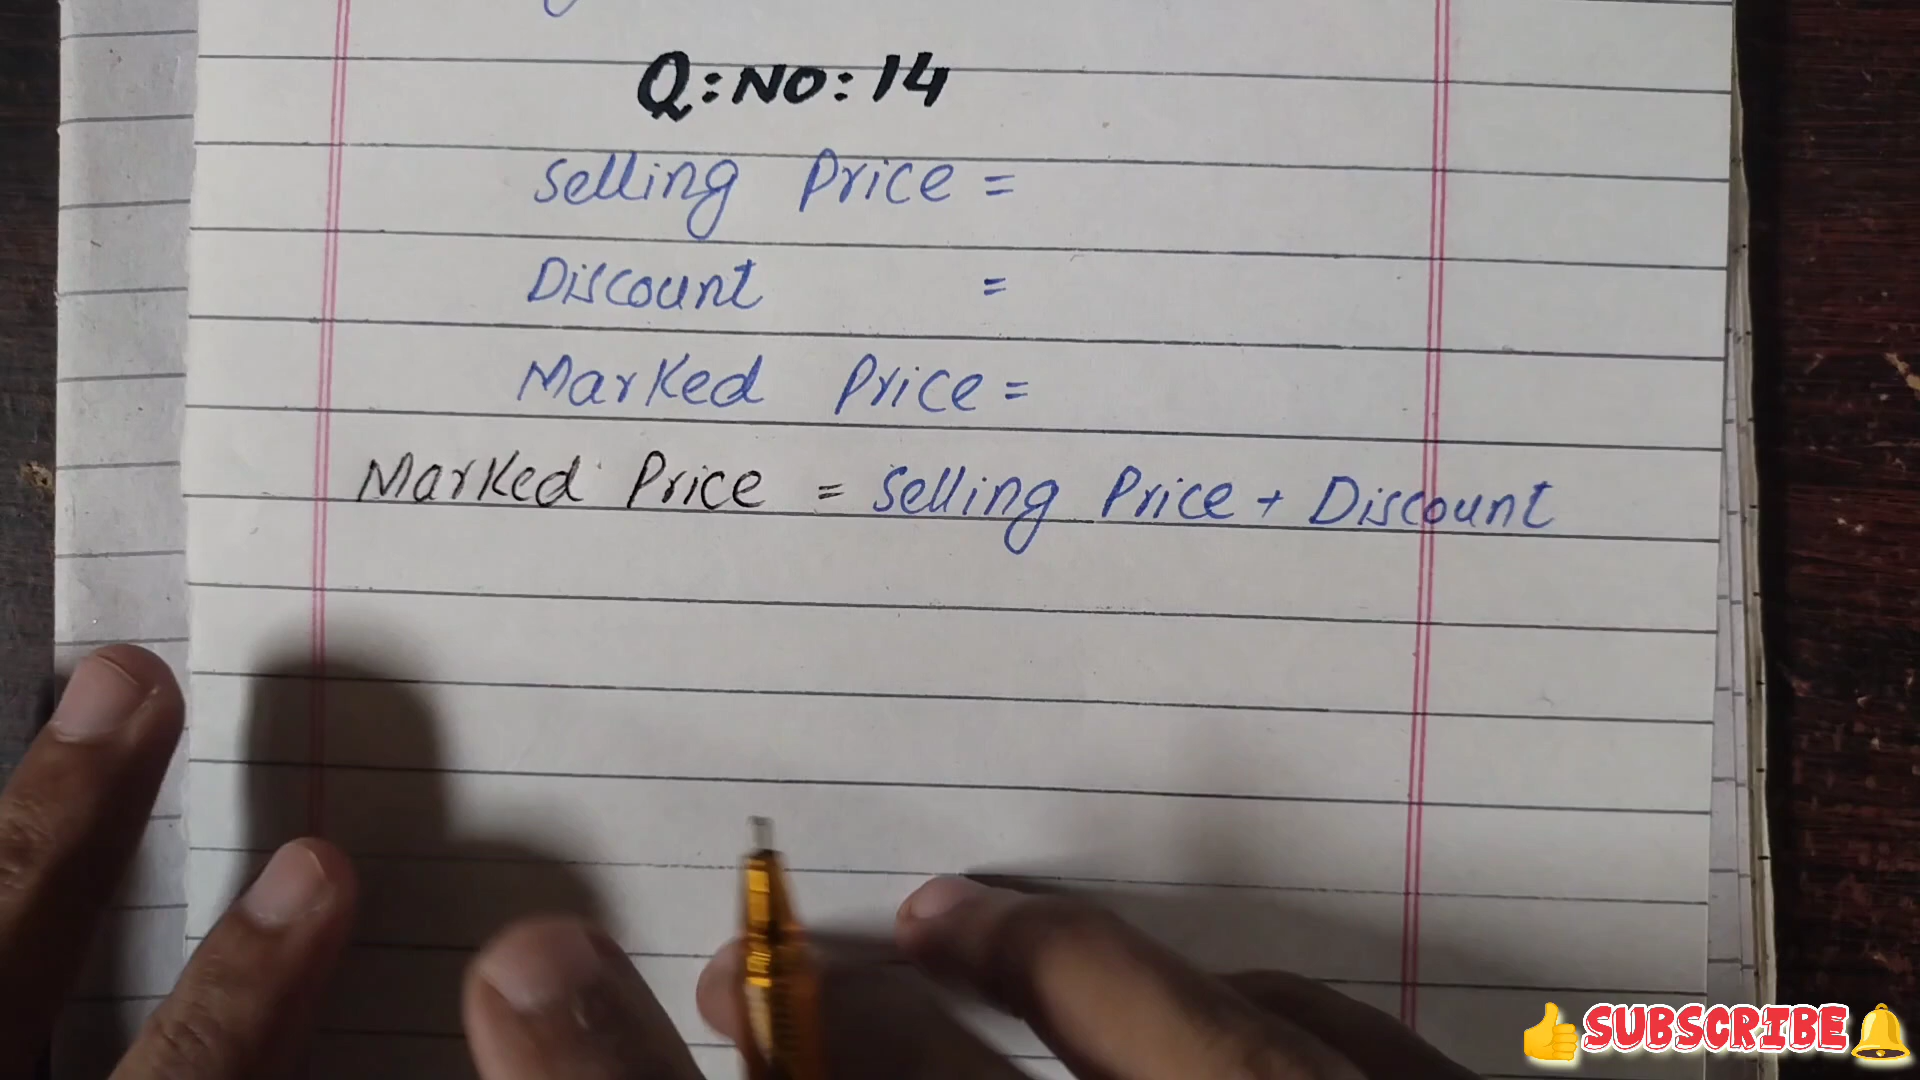 Q:NO:14
Selling Price =
Discount =
Marked Price =
Marked Price = Selling Price + Discount
SUBSCRIBE